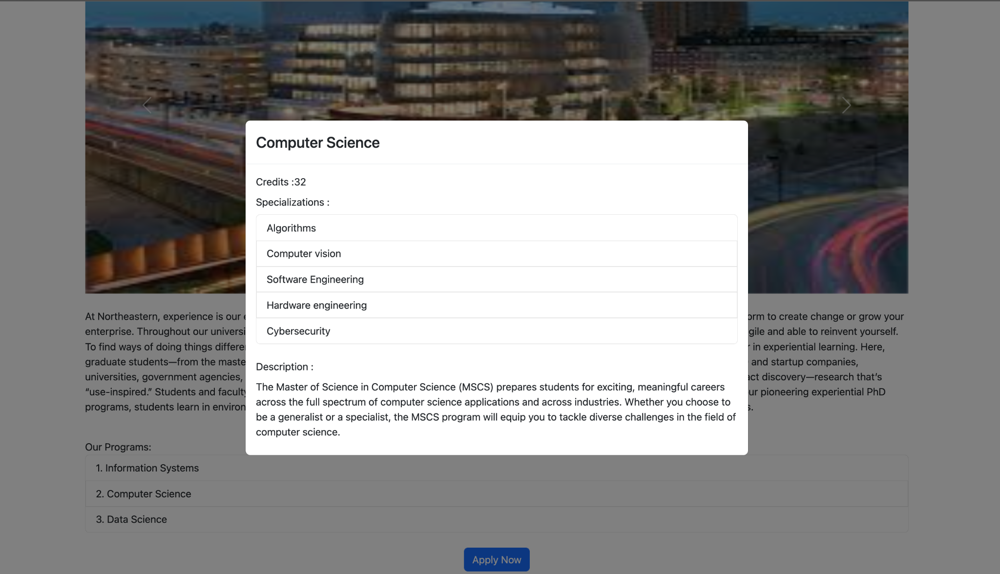 Computer Science
Credits :32
Specializations :
Algorithms
Computer vision
Software Engineering
Hardware engineering
Cybersecurity
Description :
The Master of Science in Computer Science (MSCS) prepares students for exciting, meaningful careers
across the full spectrum of computer science applications and across industries. Whether you choose to
be a generalist or a specialist, the MSCS program will equip you to tackle diverse challenges in the field of
computer science.
At Northeastern, experience is our orm to create change or grow your
enterprise. Throughout our universi gile and able to reinvent yourself.
To find ways of doing things differe in experiential learning. Here,
graduate students—from the maste and startup companies,
universities, government agencies, act discovery—research that’s
“use-inspired.” Students and faculty ur pioneering experiential PhD
programs, students learn in environ s.
Our Programs:
1. Information Systems
2. Computer Science
3. Data Science
Apply Now